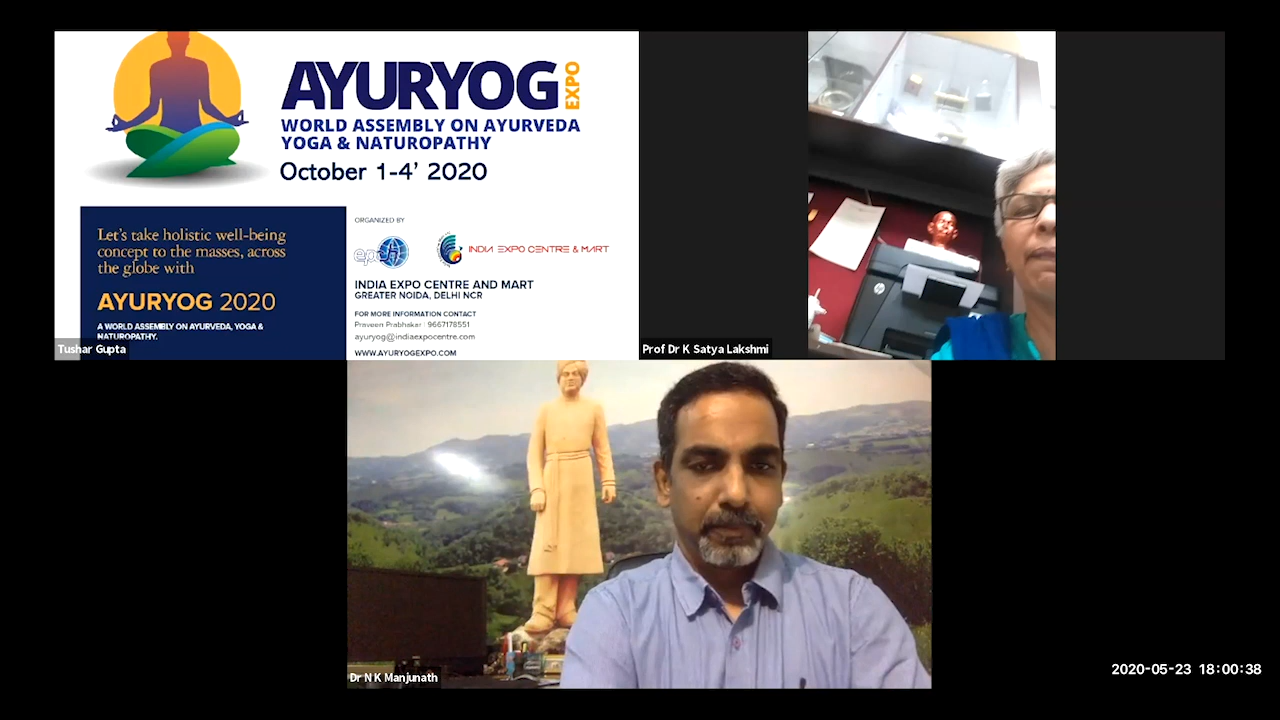 AYURYOG
EXPO
WORLD ASSEMBLY ON AYURVEDA
YOGA & NATUROPATHY
October 1-4' 2020
Let's take holistic well-being
concept to the masses, across
the globe with
AYURYOG 2020
A WORLD ASSEMBLY ON AYURVEDA, YOGA &
NATUROPATHY.
ORGANIZED BY
epch
INDIA EXPO CENTRE & MART
INDIA EXPO CENTRE AND MART
GREATER NOIDA, DELHI NCR
FOR MORE INFORMATION CONTACT
Praveen Prabhakar : 9667178551
ayuryog@indiaexpocentre.com
WWW.AYURYOGEXPO.COM
Tushar Gupta
hp
Prof Dr K Satya Lakshmi
Dr N K Manjunath
2020-05-23 18:00:38